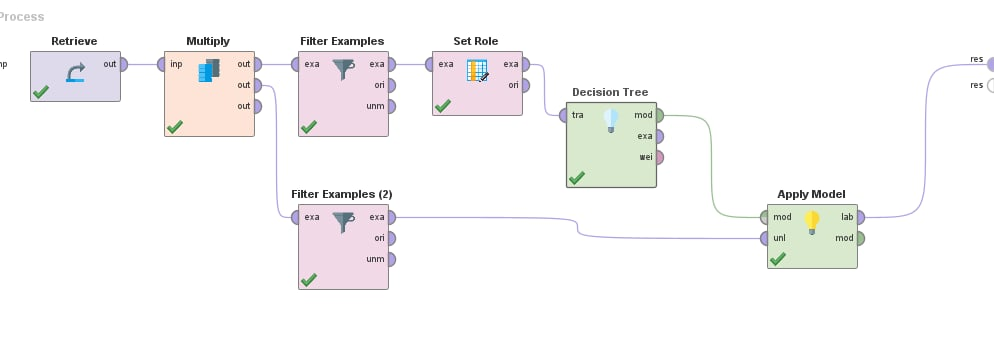 Process
Retrieve
out
Multiply
inp
out
out
out
Filter Examples
exa
exa
ori
unm
Set Role
exa
exa
ori
Decision Tree
tra
mod
exa
wei
Filter Examples (2)
exa
exa
ori
unm
Apply Model
mod
lab
unl
mod
res
res